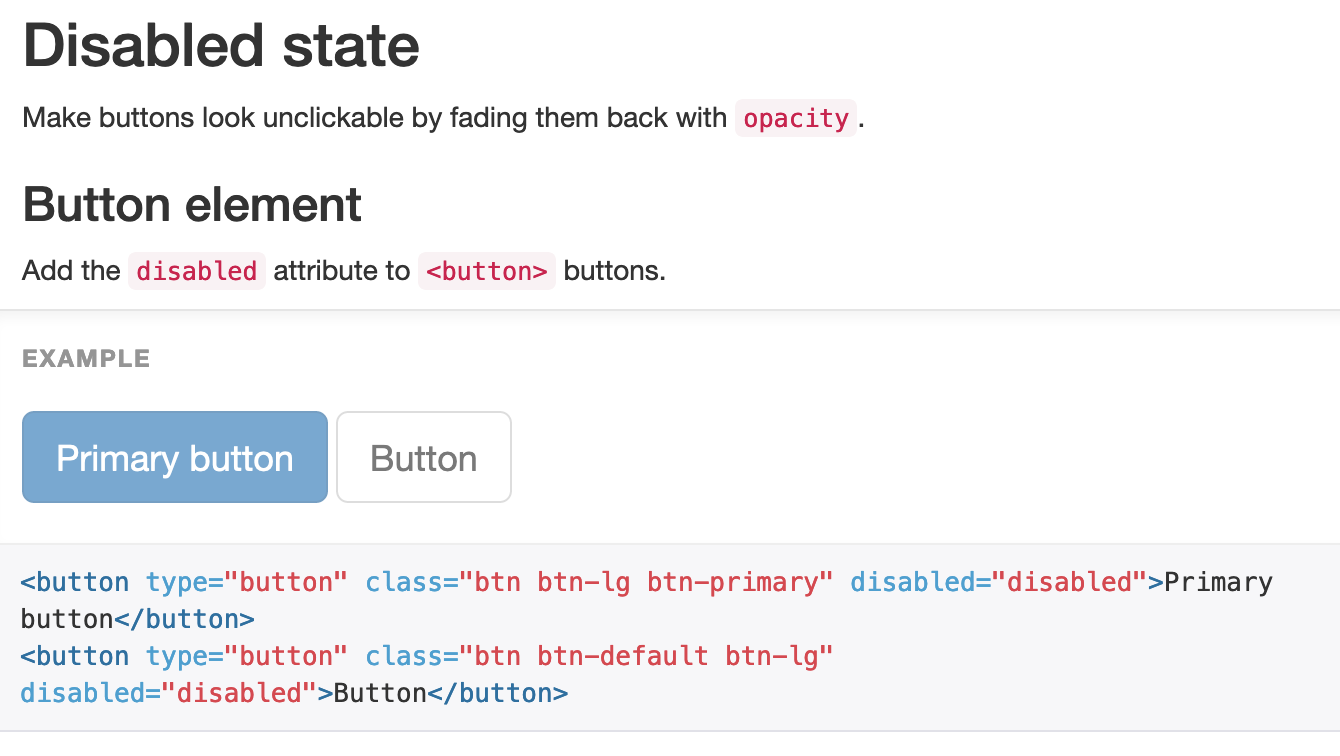 Disabled state
Make buttons look unclickable by fading them back with opacity.
Button element
Add the disabled attribute to <button> buttons.
EXAMPLE
Primary button Button
<button type="button" class="btn btn-lg btn-primary" disabled="disabled">Primary
button</button>
<button type="button" class="btn btn-default btn-lg"
disabled="disabled">Button</button>